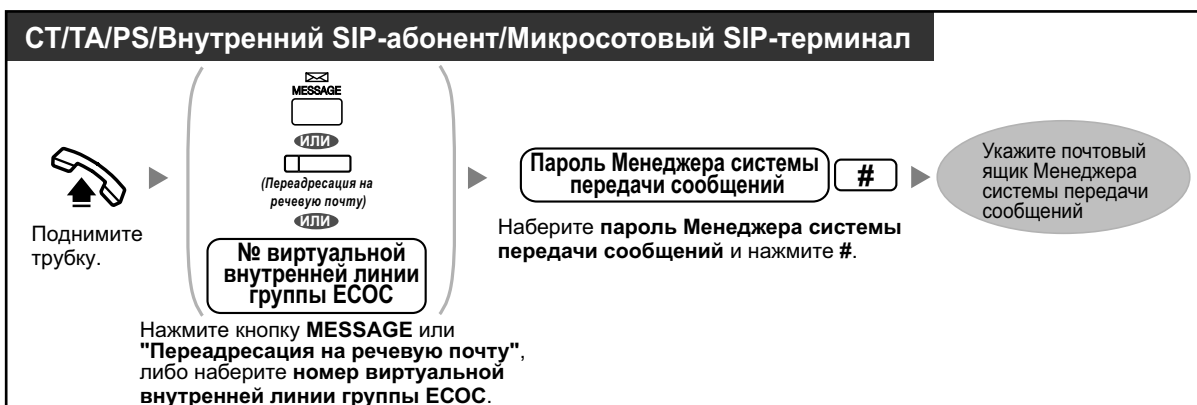 СТ/ТА/PS/Внутренний SIP-абонент/Микросотовый SIP-терминал
Поднимите
трубку.
MESSAGE
или
(Переадресация на
речевую почту)
или
№ виртуальной
внутренней линии
группы ЕСОС
Нажмите кнопку MESSAGE или
"Переадресация на речевую почту",
либо наберите номер виртуальной
внутренней линии группы ЕСОС.
Пароль Менеджера системы
передачи сообщений
#
Наберите пароль Менеджера системы
передачи сообщений и нажмите #.
Укажите почтовый
ящик Менеджера
системы передачи
сообщений